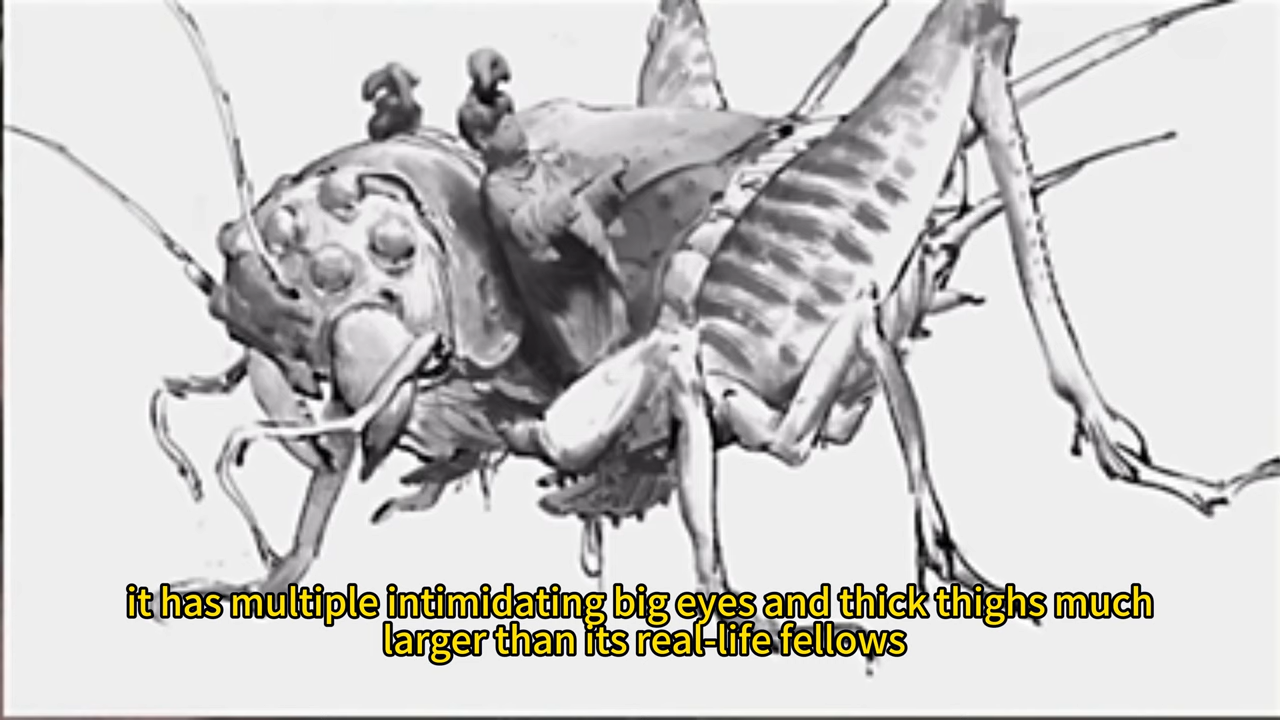 it has multiple intimidating big eyes and thick thighs much
larger than its real-life fellows